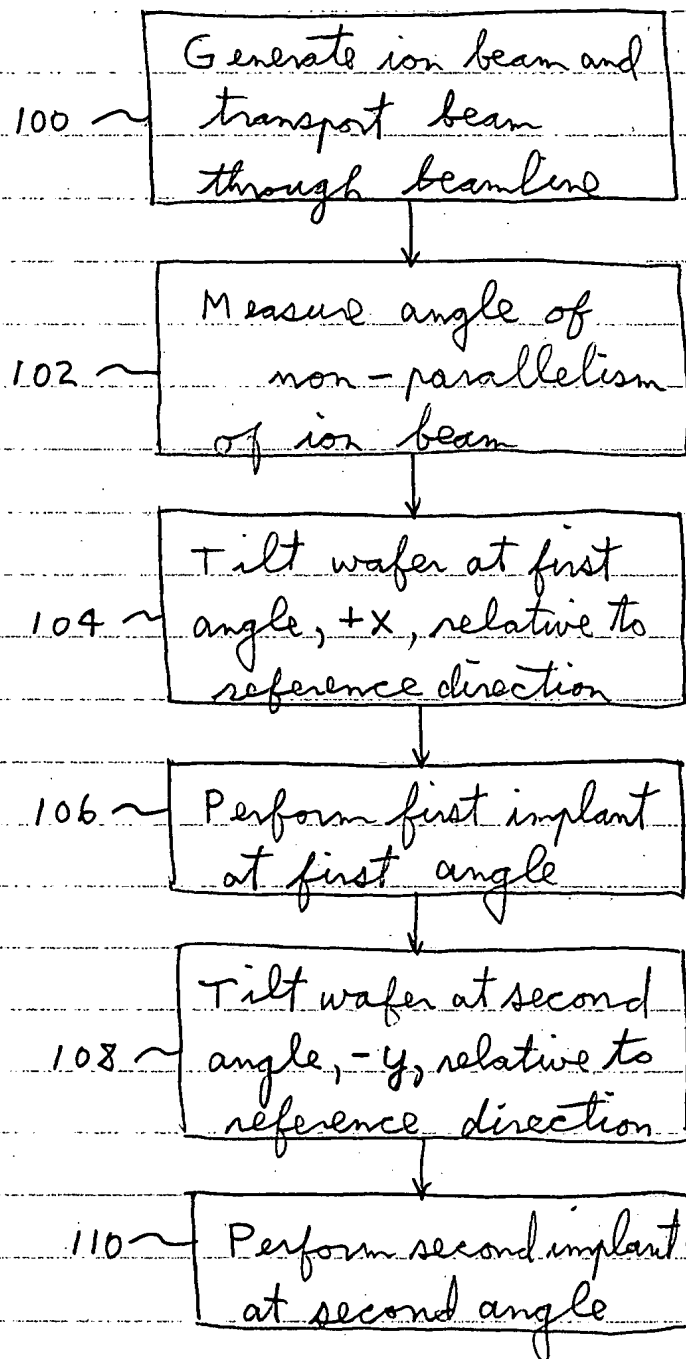 Generate ion beam and
100 transport beam
through beamline
Measure angle of
102 non-parallelism
of ion beam
Tilt wafer at first
104 angle, +x, relative to
reference direction
106 Perform first implant
at first angle
Tilt wafer at second
108 angle, -y, relative to
reference direction
110 Perform second implant
at second angle